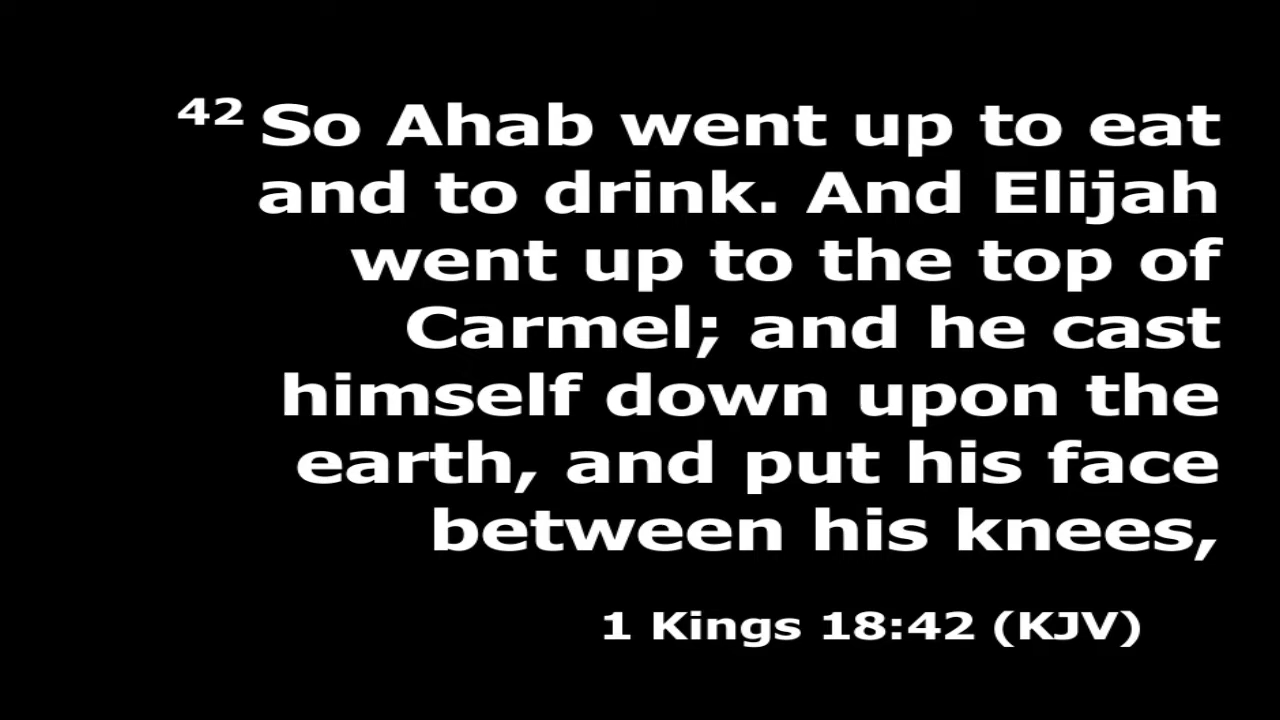 42 So Ahab went up to eat
and to drink. And Elijah
went up to the top of
Carmel; and he cast
himself down upon the
earth, and put his face
between his knees,
1 Kings 18:42 (KJV)